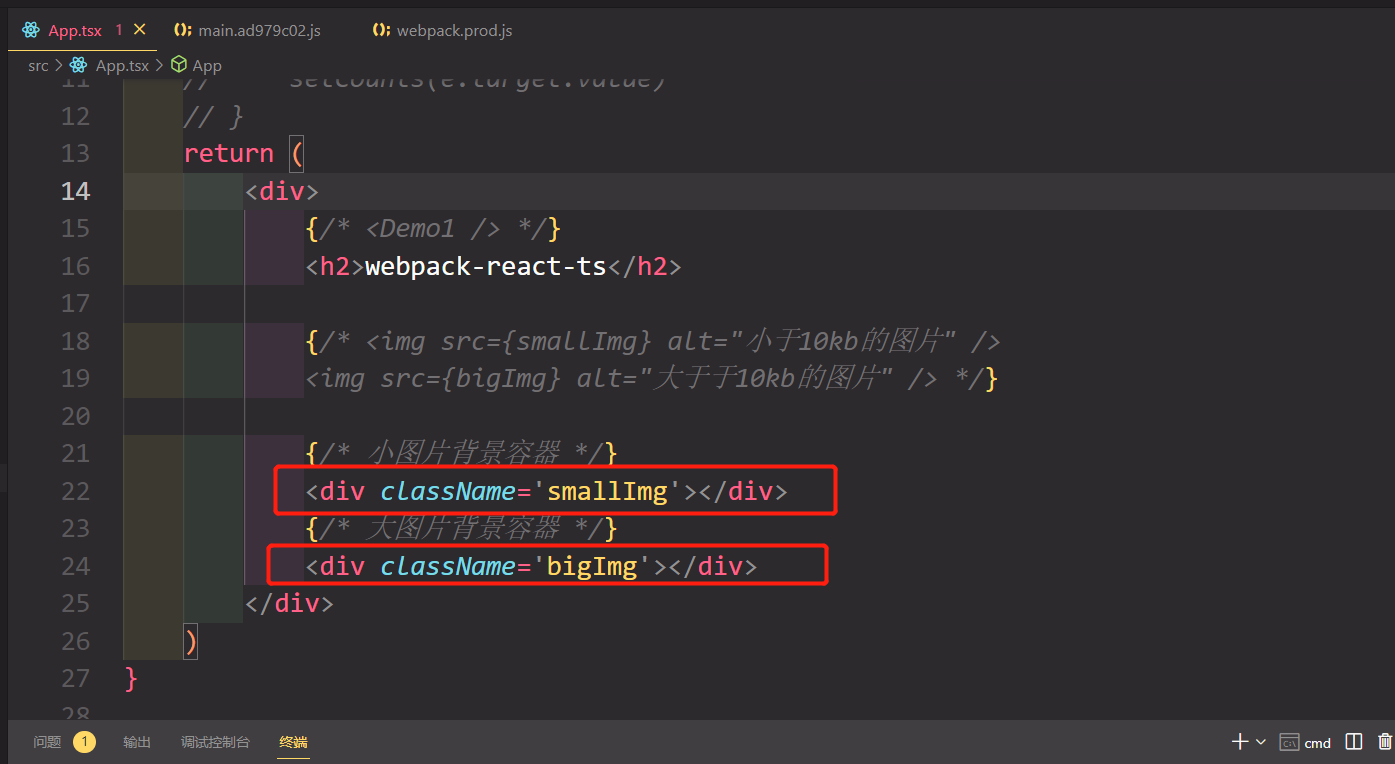 App.tsx 1 main.ad979c02.js webpack.prod.js
src > App.tsx > App
11 // setCounts(e.target.value)
12 // }
13 return (
14 <div>
15 {/* <Demo1 /> */}
16 <h2>webpack-react-ts</h2>
17
18 {/* <img src={smallImg} alt="小于10kb的图片" />
19 <img src={bigImg} alt="大于于10kb的图片" /> */}
20
21 {/* 小图片背景容器 */}
22 <div className='smallImg'></div>
23 {/* 大图片背景容器 */}
24 <div className='bigImg'></div>
25 </div>
26 )
27 }
28
问题 1 输出 调试控制台 终端 cmd